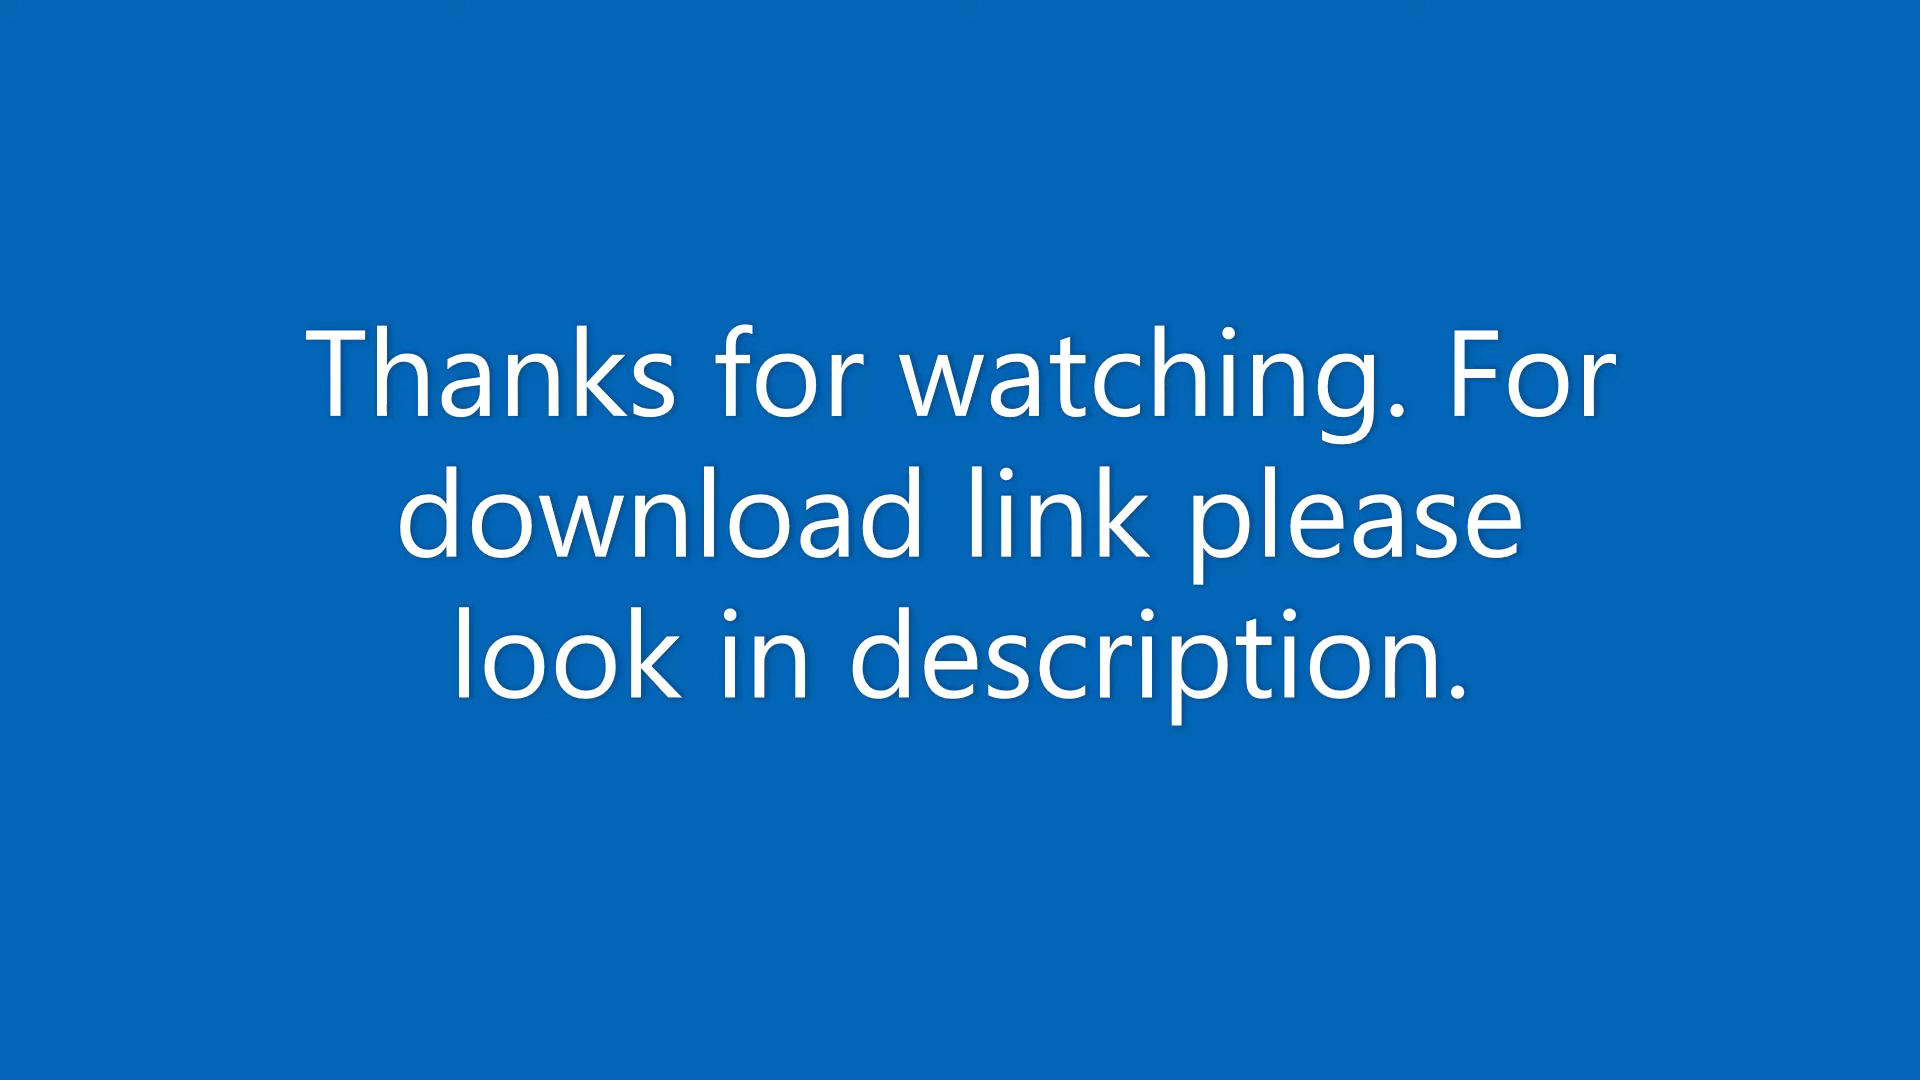 Thanks for watching. For
download link please
look in description.